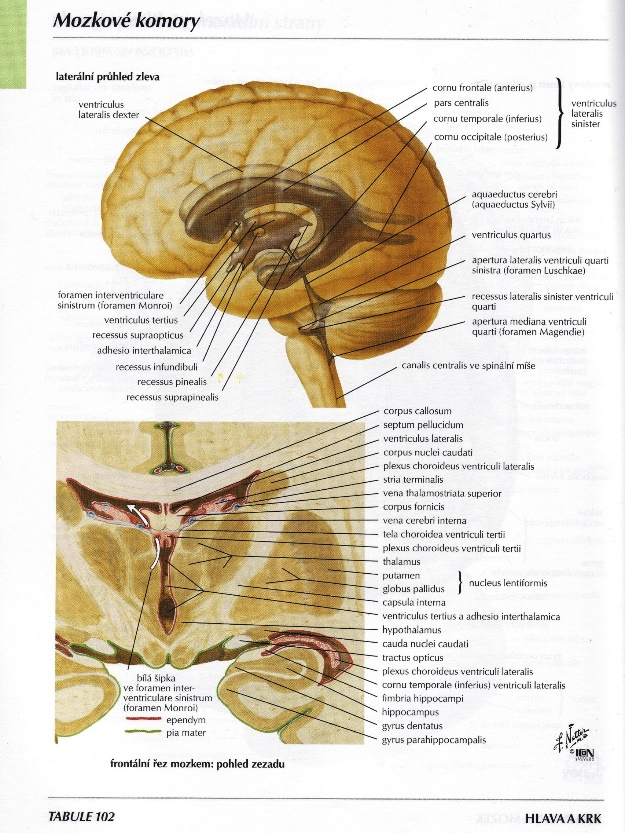 Mozkové komory
laterální průhled zleva
ventriculus
lateralis dexter
cornu frontale (anterius)
pars centralis
cornu temporale (inferius)
cornu occipitale (posterius)
ventriculus
lateralis
sinister
aquaeductus cerebri
(aquaeductus Sylvii)
ventriculus quartus
apertura lateralis ventriculi quarti
sinistra (foramen Luschkae)
recessus lateralis sinister ventriculi
quarti
apertura mediana ventriculi
quarti (foramen Magendie)
canalis centralis ve spinální míše
foramen interventriculare
sinistrum (foramen Monroi)
ventriculus tertius
recessus supraopticus
adhesio interthalamica
recessus infundibuli
recessus pinealis
recessus suprapinealis
corpus callosum
septum pellucidum
ventriculus lateralis
corpus nuclei caudati
plexus choroideus ventriculi lateralis
stria terminalis
vena thalamostriata superior
corpus fornicis
vena cerebri interna
tela choroidea ventriculi tertii
plexus choroideus ventriculi tertii
thalamus
putamen
globus pallidus
nucleus lentiformis
capsula interna
ventriculus tertius a adhesio interthalamica
hypothalamus
cauda nuclei caudati
tractus opticus
plexus choroideus ventriculi lateralis
cornu temporale (inferius) ventriculi lateralis
fimbria hippocampi
hippocampus
gyrus dentatus
gyrus parahippocampalis
bílá šipka
ve foramen inter-
ventriculare sinistrum
(foramen Monroi)
ependym
pia mater
frontální řez mozkem: pohled zezadu
TABULE 102
HLAVA A KRK